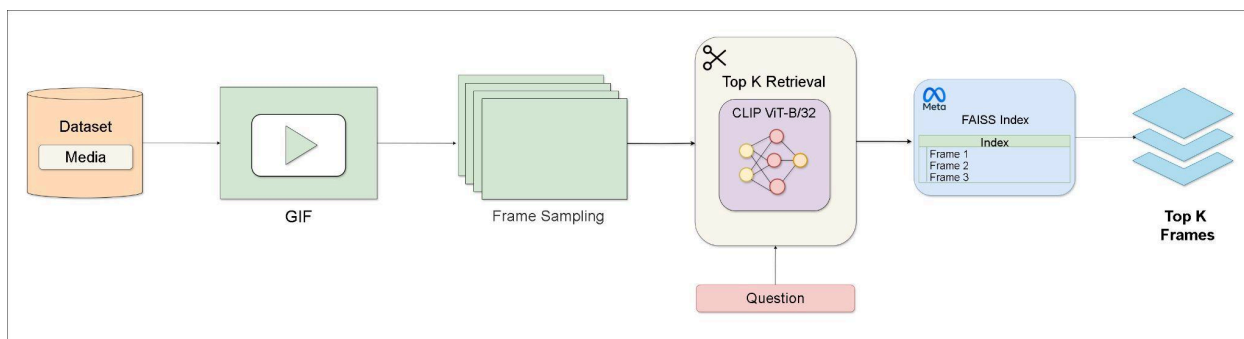 Dataset
Media
GIF
Frame Sampling
Top K Retrieval
CLIP ViT-B/32
Question
Meta
FAISS Index
Index
Frame 1
Frame 2
Frame 3
Top K
Frames